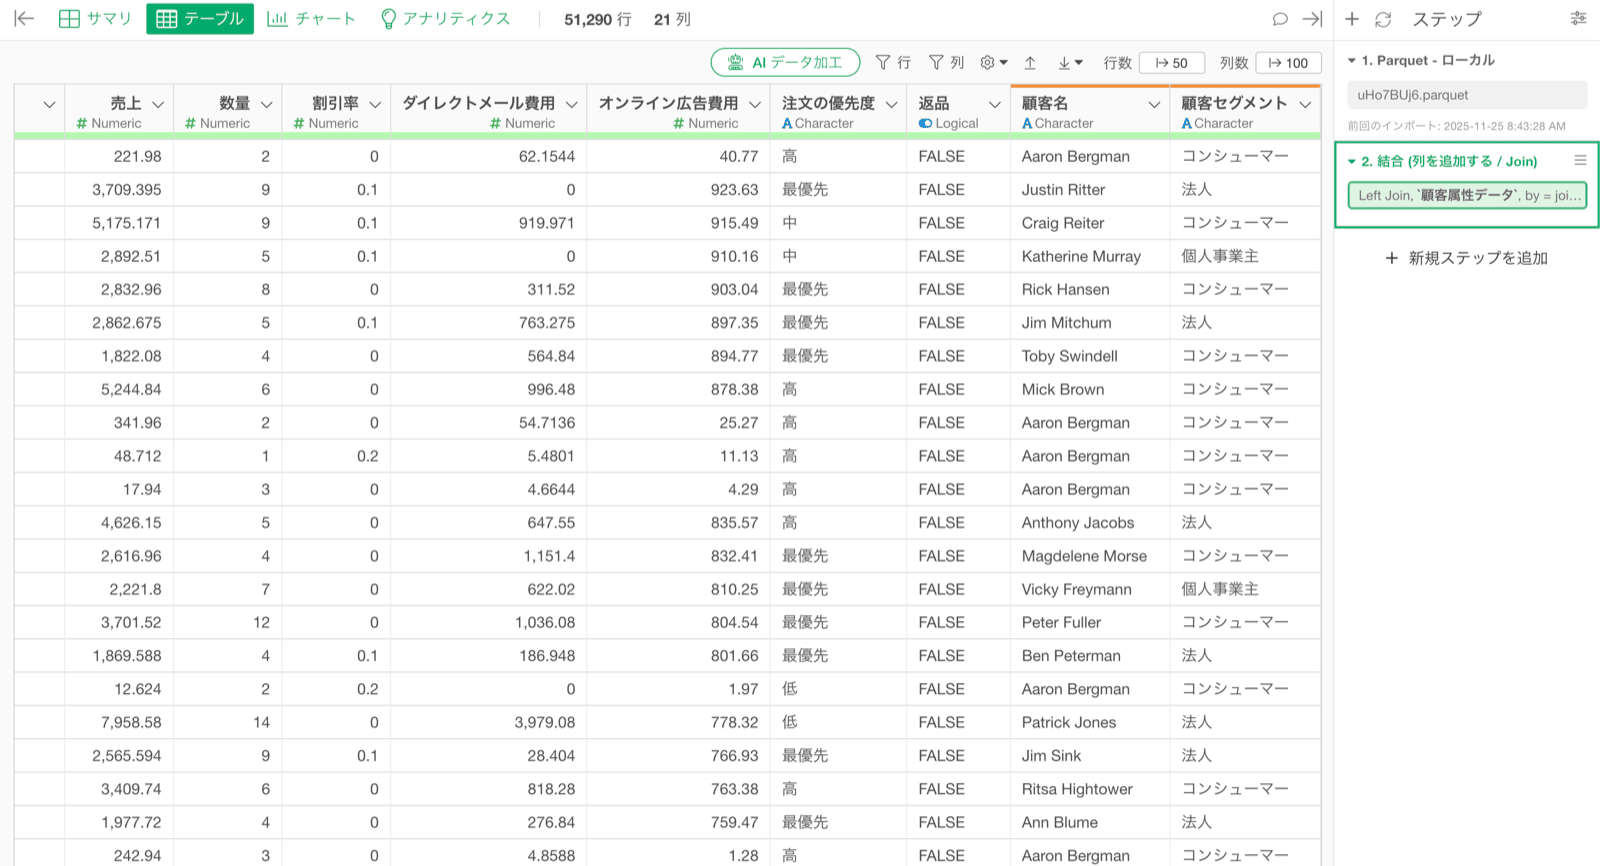 サマリ テーブル チャート アナリティクス 51,290 行 21 列 ステップ
AI データ加工 行 列 行数 50 列数 100
売上 数量 割引率 ダイレクトメール費用 オンライン広告費用 注文の優先度 返品 顧客名 顧客セグメント
# Numeric # Numeric # Numeric # Numeric # Numeric A Character Logical A Character A Character
221.98 2 0 62.1544 40.77 高 FALSE Aaron Bergman コンシューマー
3,709.395 9 0.1 0 923.63 最優先 FALSE Justin Ritter 法人
5,175.171 9 0.1 919.971 915.49 中 FALSE Craig Reiter コンシューマー
2,892.51 5 0.1 0 910.16 中 FALSE Katherine Murray 個人事業主
2,832.96 8 0 311.52 903.04 最優先 FALSE Rick Hansen コンシューマー
2,862.675 5 0.1 763.275 897.35 最優先 FALSE Jim Mitchum 法人
1,822.08 4 0 564.84 894.77 最優先 FALSE Toby Swindell コンシューマー
5,244.84 6 0 996.48 878.38 高 FALSE Mick Brown コンシューマー
341.96 2 0 54.7136 25.27 高 FALSE Aaron Bergman コンシューマー
48.712 1 0.2 5.4801 11.13 高 FALSE Aaron Bergman コンシューマー
17.94 3 0 4.6644 4.29 高 FALSE Aaron Bergman コンシューマー
4,626.15 5 0 647.55 835.57 高 FALSE Anthony Jacobs 法人
2,616.96 4 0 1,151.4 832.41 最優先 FALSE Magdelene Morse コンシューマー
2,221.8 7 0 622.02 810.25 最優先 FALSE Vicky Freymann 個人事業主
3,701.52 12 0 1,036.08 804.54 最優先 FALSE Peter Fuller コンシューマー
1,869.588 4 0.1 186.948 801.66 最優先 FALSE Ben Peterman 法人
12.624 2 0.2 0 1.97 低 FALSE Aaron Bergman コンシューマー
7,958.58 14 0 3,979.08 778.32 低 FALSE Patrick Jones 法人
2,565.594 9 0.1 28.404 766.93 最優先 FALSE Jim Sink 法人
3,409.74 6 0 818.28 763.38 高 FALSE Ritsa Hightower コンシューマー
1,977.72 4 0 276.84 759.47 最優先 FALSE Ann Blume 法人
242.94 3 0 4.8588 1.28 高 FALSE Aaron Bergman コンシューマー
1. Parquet - ローカル
uHo7BUj6.parquet
前回のインポート: 2025-11-25 8:43:28 AM
2. 結合 (列を追加する / Join)
Left Join, `顧客属性データ`, by = joi...
+ 新規ステップを追加